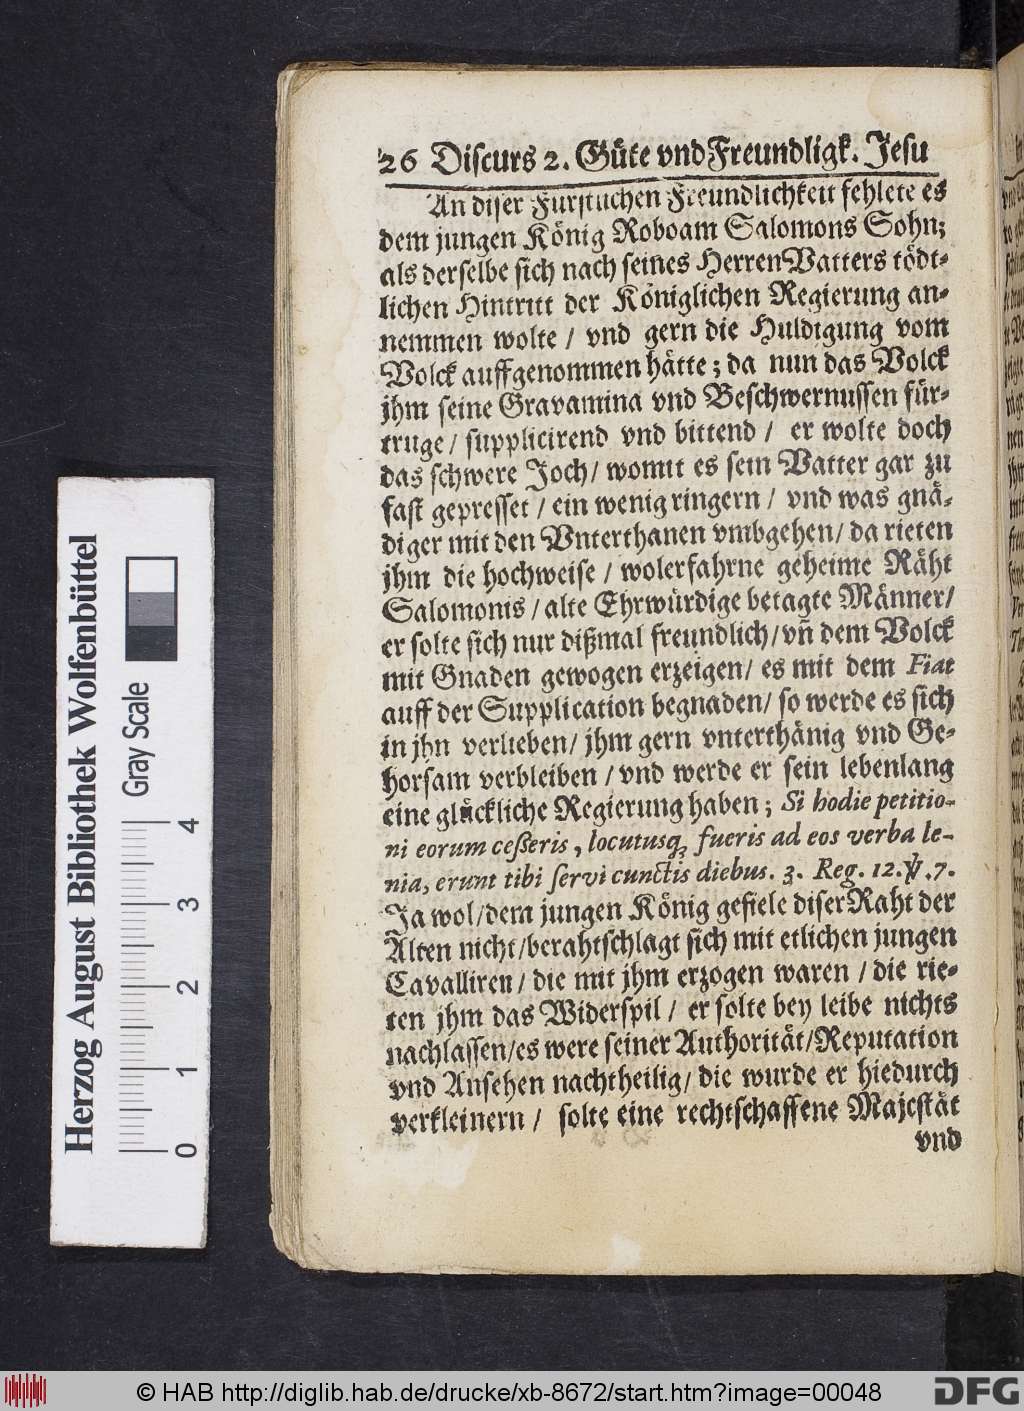 26 Discurs 2. Güte vnd Freundligk. Jesu
An diser Fürstlichen Freundlichkeit fehlete es
dem jungen König Roboam Salomons Sohn;
als derselbe sich nach seines Herren Vatters tödt-
lichen Hintritt der Königlichen Regierung an-
nemmen wolte / vnd gern die Huldigung vom
Volck auffgenommen hätte; da nun das Volck
jhm seine Gravamina vnd Beschwernussen für-
truge / supplicirend vnd bittend / er wolte doch
das schwere Joch / womit es sein Vatter gar zu
fast gepresset / ein wenig ringern / vnd was gnä-
diger mit den Vnterthanen vmbgehen / da rieten
jhm die hochweise / wolerfahrne geheime Räht
Salomonis / alte Ehrwürdige betagte Männer /
er solte sich nur dißmal freundlich / vñ dem Volck
mit Gnaden gewogen erzeigen / es mit dem Fiat
auff der Supplication begnaden / so werde es sich
in jhn verlieben / jhm gern vnterthänig vnd Ge-
horsam verbleiben / vnd werde er sein lebenlang
eine glückliche Regierung haben; Si hodie petitio-
ni eorum cesseris, locutusq; fueris ad eos verba le-
nia, erunt tibi servi cunctis diebus. 3. Reg. 12. ℣. 7.
Ja wol / dem jungen König gefiele diser Raht der
Alten nicht / berahtschlagt sich mit etlichen jungen
Cavalliren / die mit jhm erzogen waren / die rie-
ten jhm das Widerspil / er solte bey leibe nichts
nachlassen / es were seiner Authorität / Reputation
vnd Ansehen nachtheilig / die wurde er hiedurch
verkleinern / solte eine rechtschaffene Majestät
vnd
Herzog August Bibliothek Wolfenbüttel
Gray Scale
0 1 2 3 4
© HAB http://diglib.hab.de/drucke/xb-8672/start.htm?image=00048
DFG